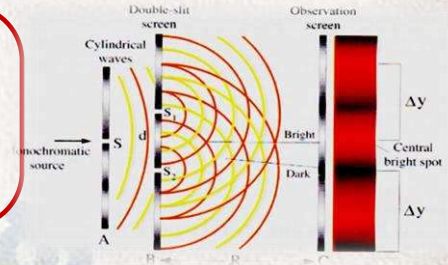 Double-slit
screen
Observation
screen
Cylindrical
waves
S₁
Δy
d
S
Bright
Central
bright spot
onochromatic
source
Dark
S₂
Δy
A
B
R
C